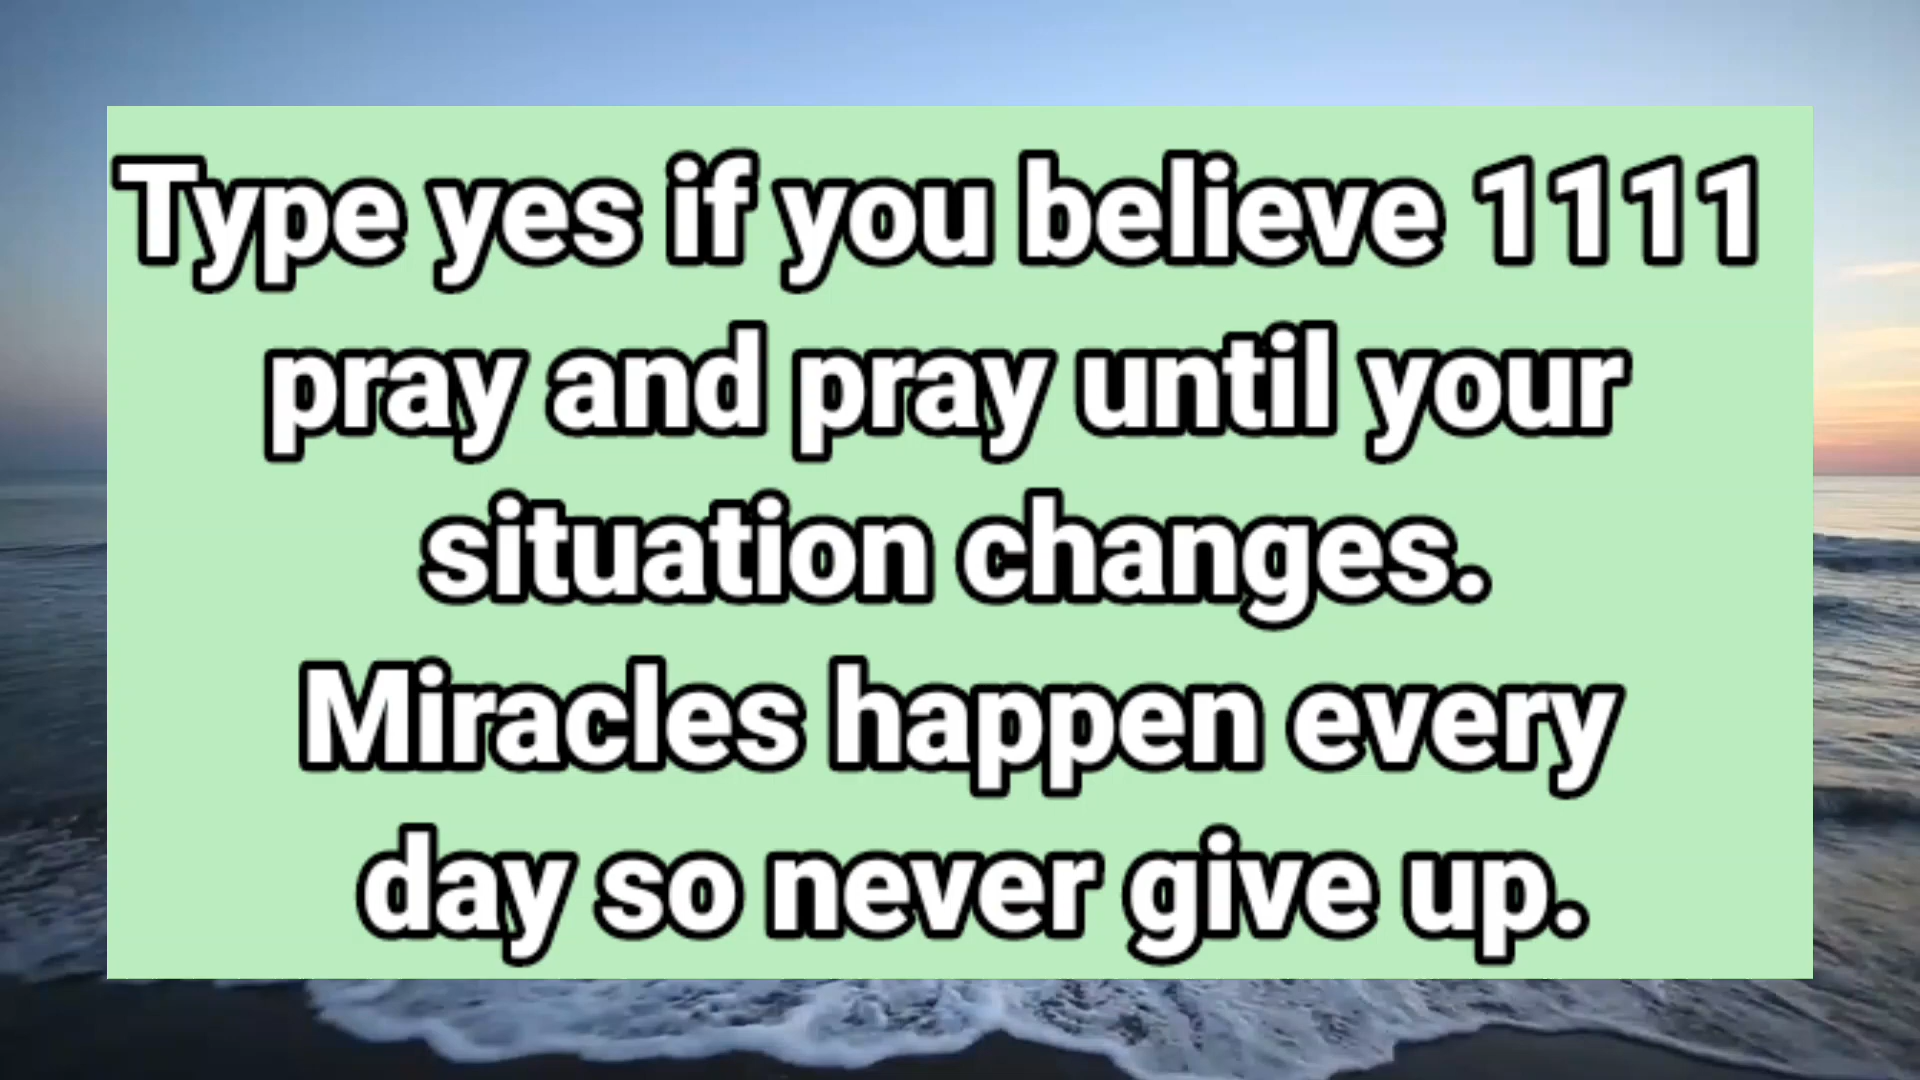 Type yes if you believe 1111
pray and pray until your
situation changes.
Miracles happen every
day so never give up.